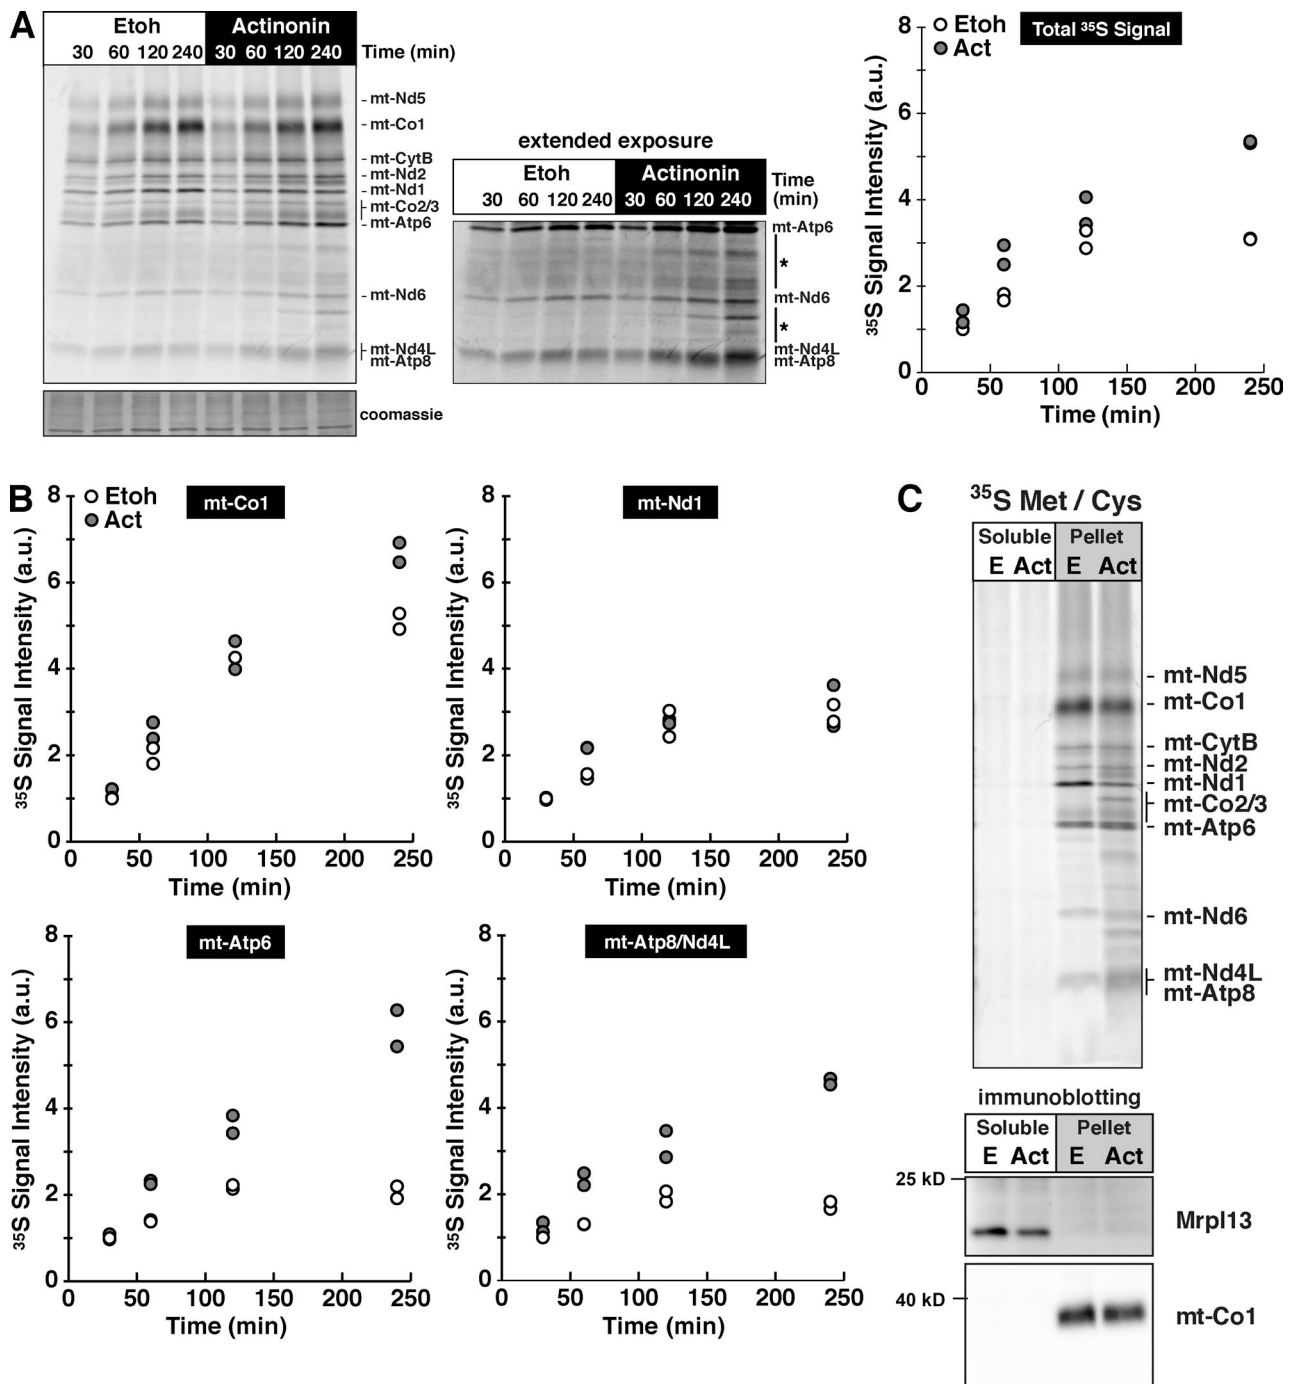 A
Etoh Actinonin
30 60 120 240 30 60 120 240 Time (min)
mt-Nd5
mt-Co1
mt-CytB
mt-Nd2
mt-Nd1
mt-Co2/3
mt-Atp6
mt-Nd6
mt-Nd4L
mt-Atp8
coomassie
extended exposure
Etoh Actinonin Time
30 60 120 240 30 60 120 240 (min)
mt-Atp6
*
mt-Nd6
*
mt-Nd4L
mt-Atp8
Etoh
Act
Total ³⁵S Signal
³⁵S Signal Intensity (a.u.)
8
6
4
2
0
0 50 100 150 200 250
Time (min)
B
Etoh
Act
mt-Co1
³⁵S Signal Intensity (a.u.)
8
6
4
2
0
0 50 100 150 200 250
Time (min)
mt-Nd1
³⁵S Signal Intensity (a.u.)
8
6
4
2
0
0 50 100 150 200 250
Time (min)
mt-Atp6
³⁵S Signal Intensity (a.u.)
8
6
4
2
0
0 50 100 150 200 250
Time (min)
mt-Atp8/Nd4L
³⁵S Signal Intensity (a.u.)
8
6
4
2
0
0 50 100 150 200 250
Time (min)
C
³⁵S Met / Cys
Soluble Pellet
E Act E Act
mt-Nd5
mt-Co1
mt-CytB
mt-Nd2
mt-Nd1
mt-Co2/3
mt-Atp6
mt-Nd6
mt-Nd4L
mt-Atp8
immunoblotting
Soluble Pellet
E Act E Act
25 kD
Mrpl13
40 kD
mt-Co1